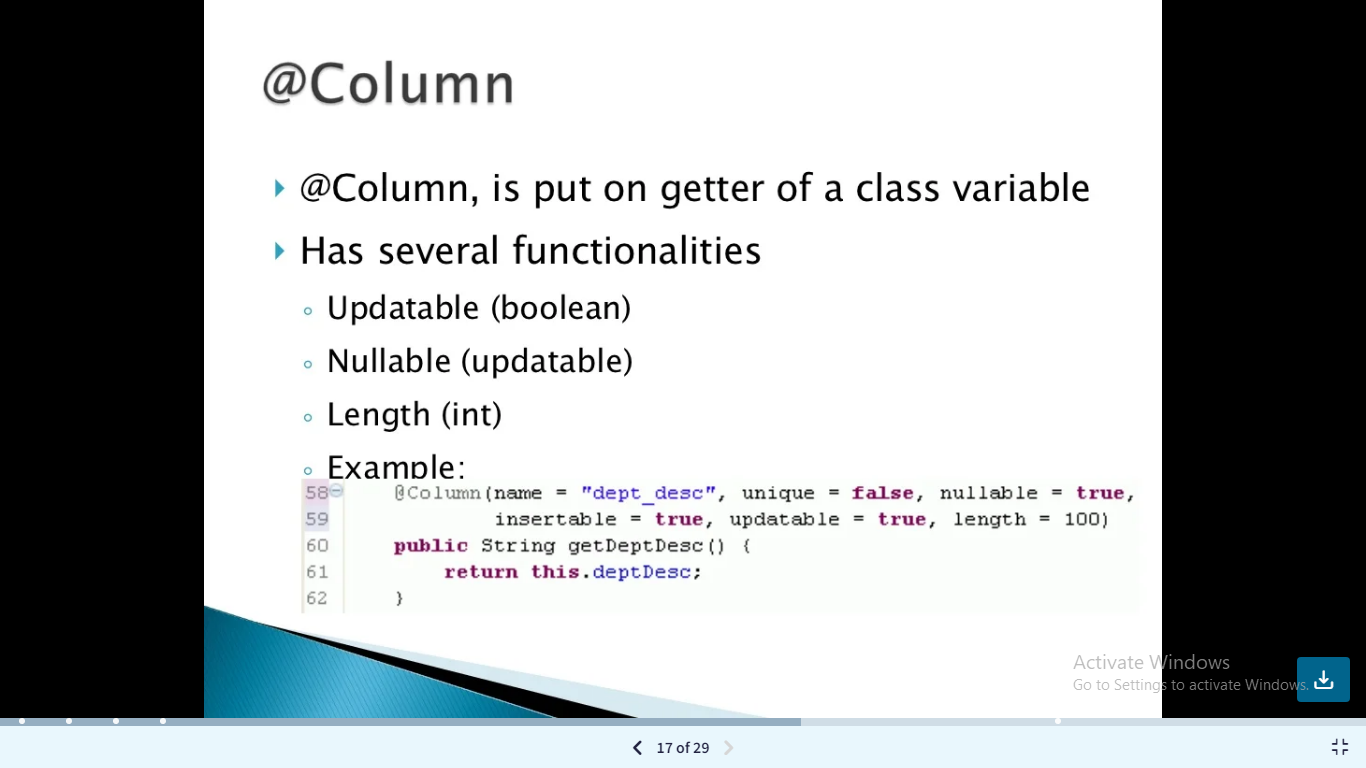 @Column
@Column, is put on getter of a class variable
Has several functionalities
Updatable (boolean)
Nullable (updatable)
Length (int)
Example:
58 @Column(name = "dept_desc", unique = false, nullable = true,
59 insertable = true, updatable = true, length = 100)
60 public String getDeptDesc() {
61 return this.deptDesc;
62 }
Activate Windows
Go to Settings to activate Windows.
17 of 29